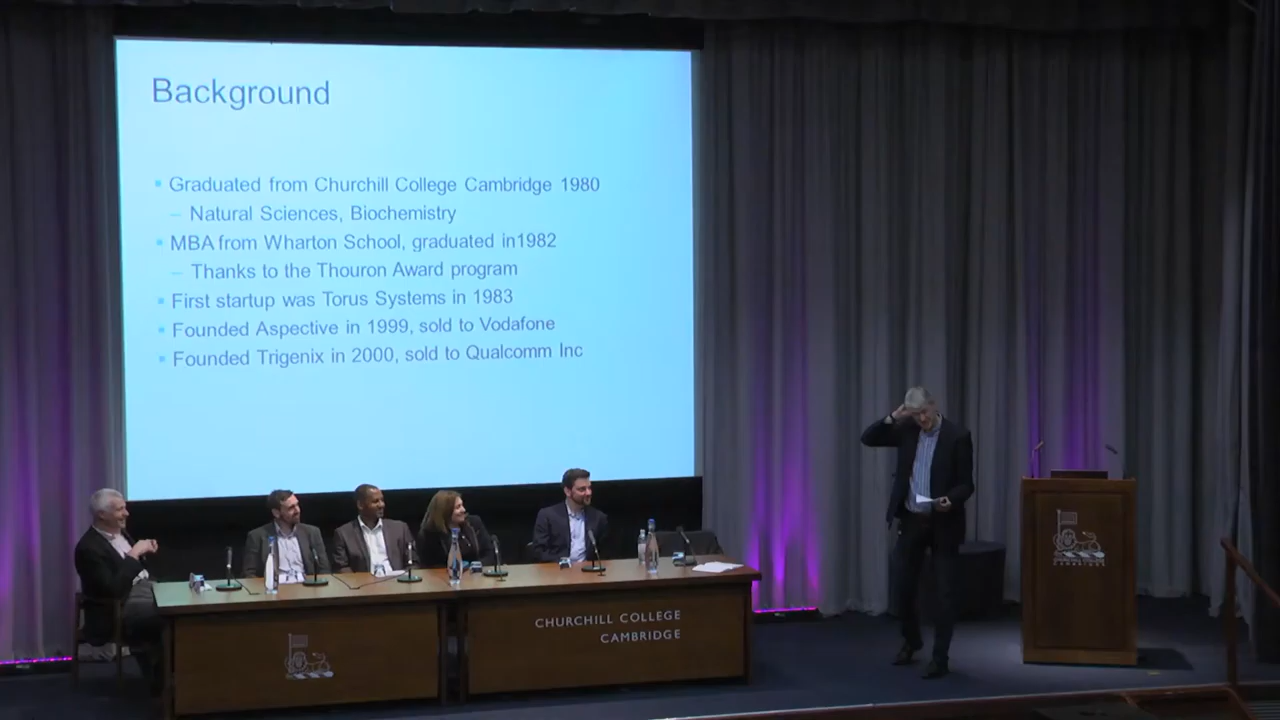 Background
Graduated from Churchill College Cambridge 1980
– Natural Sciences, Biochemistry
MBA from Wharton School, graduated in1982
– Thanks to the Thouron Award program
First startup was Torus Systems in 1983
Founded Aspective in 1999, sold to Vodafone
Founded Trigenix in 2000, sold to Qualcomm Inc
CHURCHILL COLLEGE
CAMBRIDGE